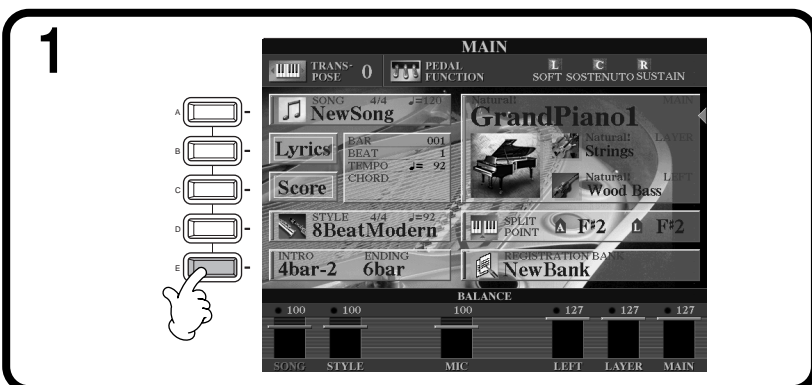 1
MAIN
TRANS-
POSE 0
PEDAL
FUNCTION
L C R
SOFT SOSTENUTO SUSTAIN
A
B
C
D
E
SONG 4/4 ♩=120
NewSong
Lyrics
Score
BAR 001
BEAT 1
TEMPO ♩= 92
CHORD
STYLE 4/4 ♩=92
8BeatModern
INTRO ENDING
4bar-2 6bar
Natural! MAIN
GrandPiano1
Natural! LAYER
Strings
Natural! LEFT
Wood Bass
SPLIT
POINT A F♯2 L F♯2
REGISTRATION BANK
NewBank
BALANCE
100 100 100 127 127 127
SONG STYLE MIC LEFT LAYER MAIN